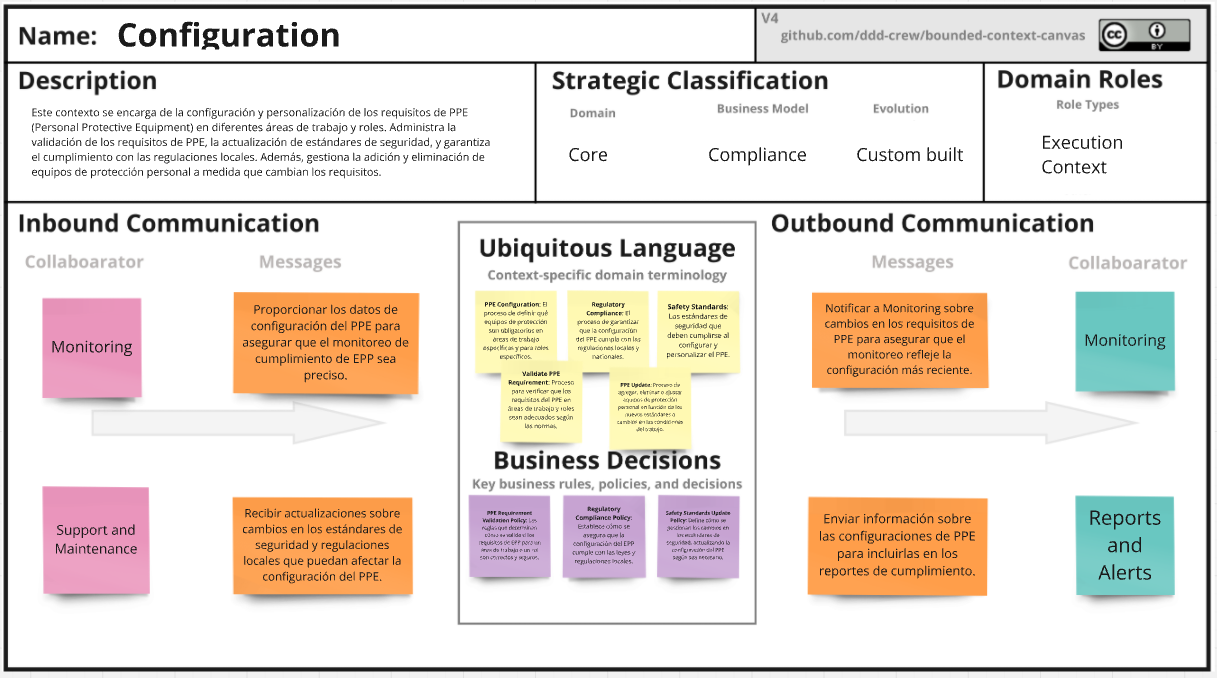 Name: Configuration
V4
github.com/ddd-crew/bounded-context-canvas
cc
BY
Description
Este contexto se encarga de la configuración y personalización de los requisitos de PPE
(Personal Protective Equipment) en diferentes áreas de trabajo y roles. Administra la
validación de los requisitos de PPE, la actualización de estándares de seguridad, y garantiza
el cumplimiento con las regulaciones locales. Además, gestiona la adición y eliminación de
equipos de protección personal a medida que cambian los requisitos.
Strategic Classification
Domain
Business Model
Evolution
Core
Compliance
Custom built
Domain Roles
Role Types
Execution
Context
Inbound Communication
Collaboarator
Messages
Monitoring
Proporcionar los datos de
configuración del PPE para
asegurar que el monitoreo de
cumplimiento de EPP sea
preciso.
Support and
Maintenance
Recibir actualizaciones sobre
cambios en los estándares de
seguridad y regulaciones
locales que puedan afectar la
configuración del PPE.
Ubiquitous Language
Context-specific domain terminology
PPE Configuration: El
proceso de definir qué
equipos de protección
son obligatorios en
áreas de trabajo
específicas y para roles
específicos.
Regulatory
Compliance: El
proceso de garantizar
que la configuración
del PPE cumpla con las
regulaciones locales y
nacionales.
Safety Standards:
Los estándares de
seguridad que
deben cumplirse al
configurar y
personalizar el PPE.
Validate PPE
Requirement: Proceso
para verificar que los
requisitos del PPE en
áreas de trabajo y roles
sean adecuados según
las normas.
PPE Update: Proceso de
agregar, eliminar o ajustar
equipos de protección
personal en función de los
nuevos estándares o
cambios en las condiciones
del trabajo.
Business Decisions
Key business rules, policies, and decisions
PPE Requirement
Validation Policy: Las
reglas que determinan
cómo se validan los
requisitos de EPP para un
área de trabajo o un rol
son correctos y seguros.
Regulatory
Compliance Policy:
Establece cómo se
asegura que la
configuración del EPP
cumple con las leyes y
regulaciones locales.
Safety Standards Update
Policy: Define cómo se
gestionan los cambios en
los estándares de
seguridad, actualizando la
configuración del PPE
según sea necesario.
Outbound Communication
Messages
Collaboarator
Notificar a Monitoring sobre
cambios en los requisitos de
PPE para asegurar que el
monitoreo refleje la
configuración más reciente.
Monitoring
Enviar información sobre
las configuraciones de PPE
para incluirlas en los
reportes de cumplimiento.
Reports
and
Alerts